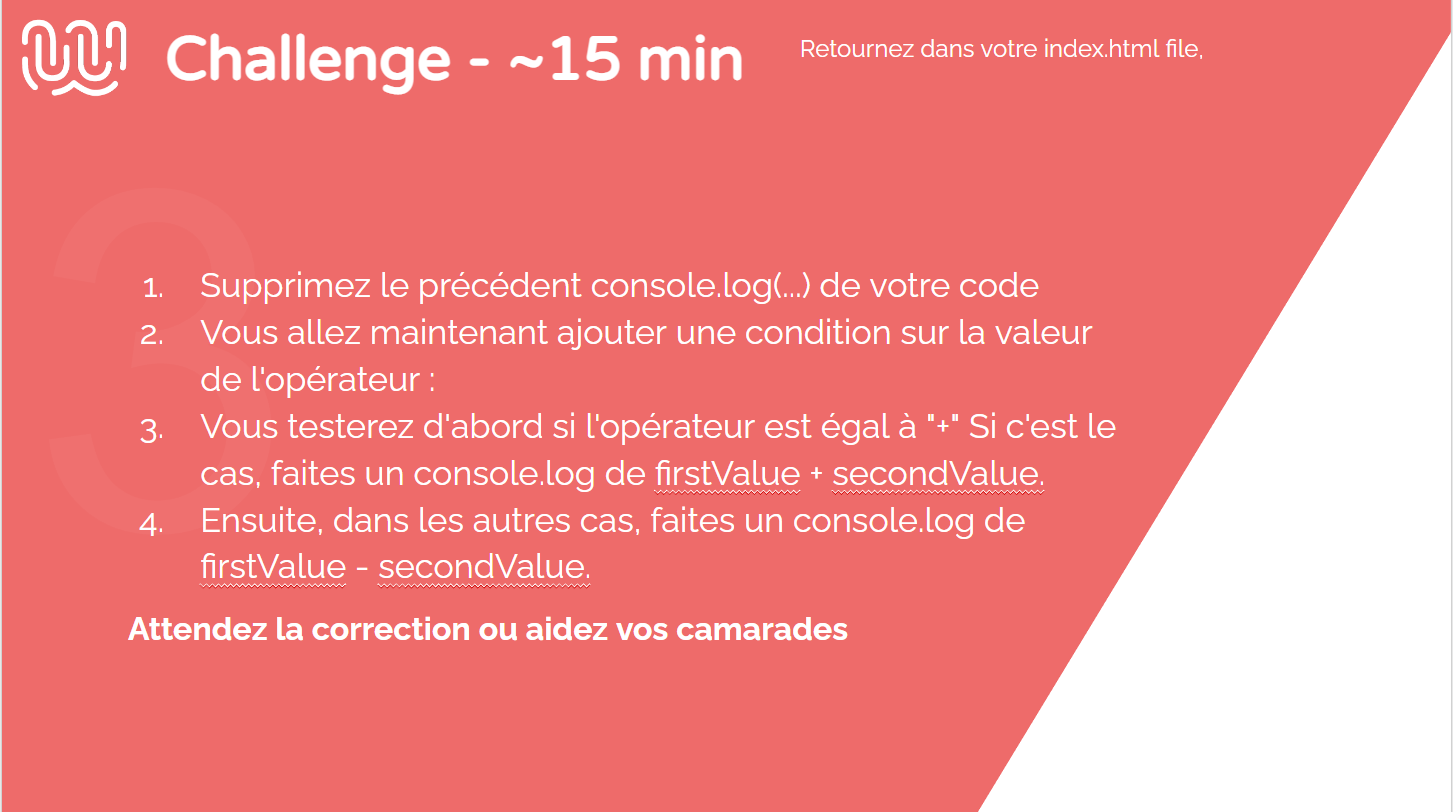 Challenge - ~15 min
Retournez dans votre index.html file,
3
1. Supprimez le précédent console.log(...) de votre code
2. Vous allez maintenant ajouter une condition sur la valeur
de l'opérateur :
3. Vous testerez d'abord si l'opérateur est égal à "+" Si c'est le
cas, faites un console.log de firstValue + secondValue.
4. Ensuite, dans les autres cas, faites un console.log de
firstValue - secondValue.
Attendez la correction ou aidez vos camarades